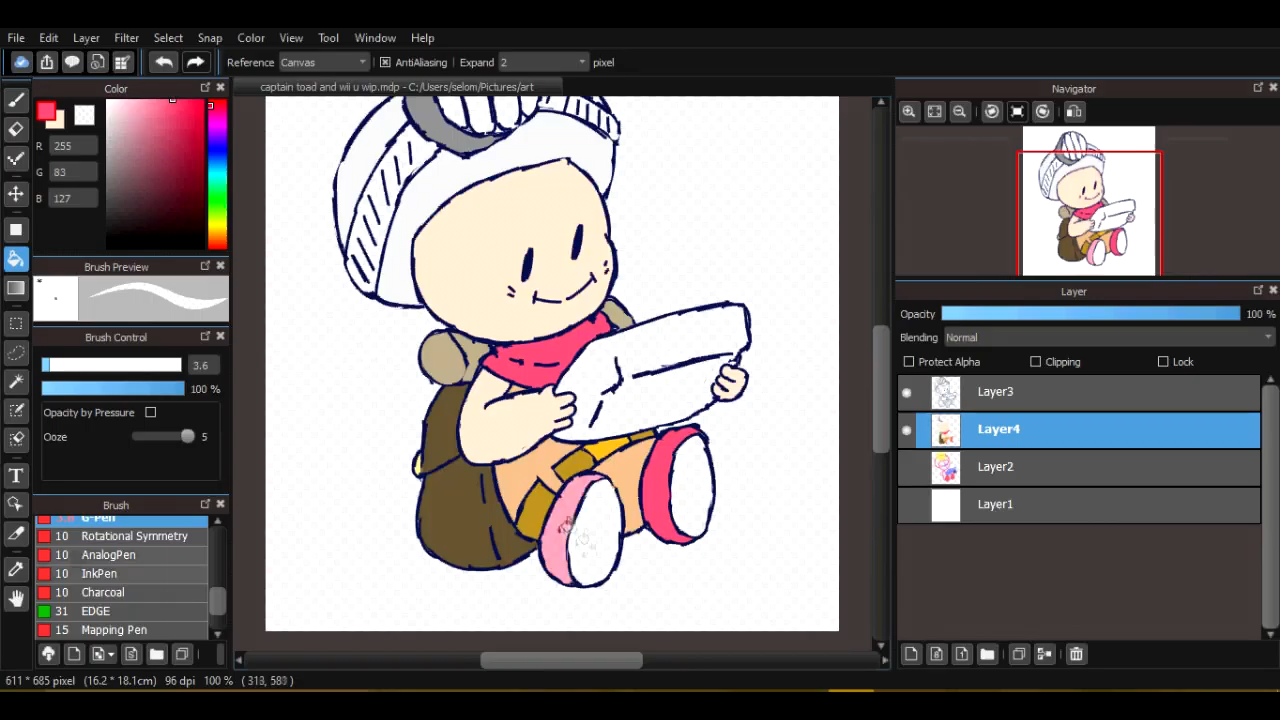 File Edit Layer Filter Select Snap Color View Tool Window Help
Reference Canvas AntiAliasing Expand 2 pixel
Color
captain toad and wii u wip.mdp - C:/Users/selom/Pictures/art
Navigator
R 255
G 83
B 127
Brush Preview
Layer
Opacity 100 %
Brush Control
Blending Normal
3.6
Protect Alpha Clipping Lock
100 %
Layer3
Opacity by Pressure
Layer4
Ooze 5
Layer2
Brush
Layer1
G-Pen
10 Rotational Symmetry
10 AnalogPen
10 InkPen
10 Charcoal
31 EDGE
15 Mapping Pen
T
611 * 685 pixel (16.2 * 18.1cm) 96 dpi 100 %